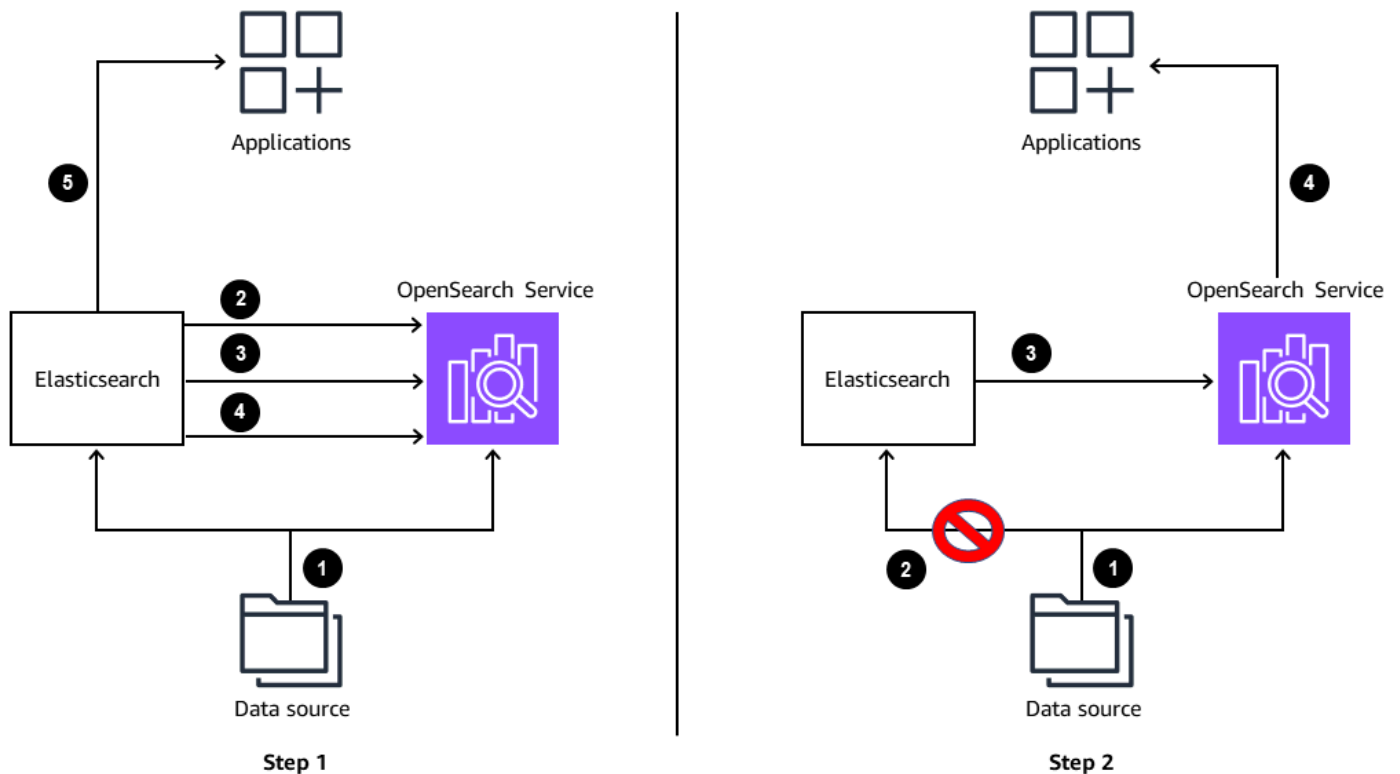 Applications
5
2
OpenSearch Service
3
Elasticsearch
4
1
Data source
Step 1
Applications
4
OpenSearch Service
3
Elasticsearch
2
1
Data source
Step 2